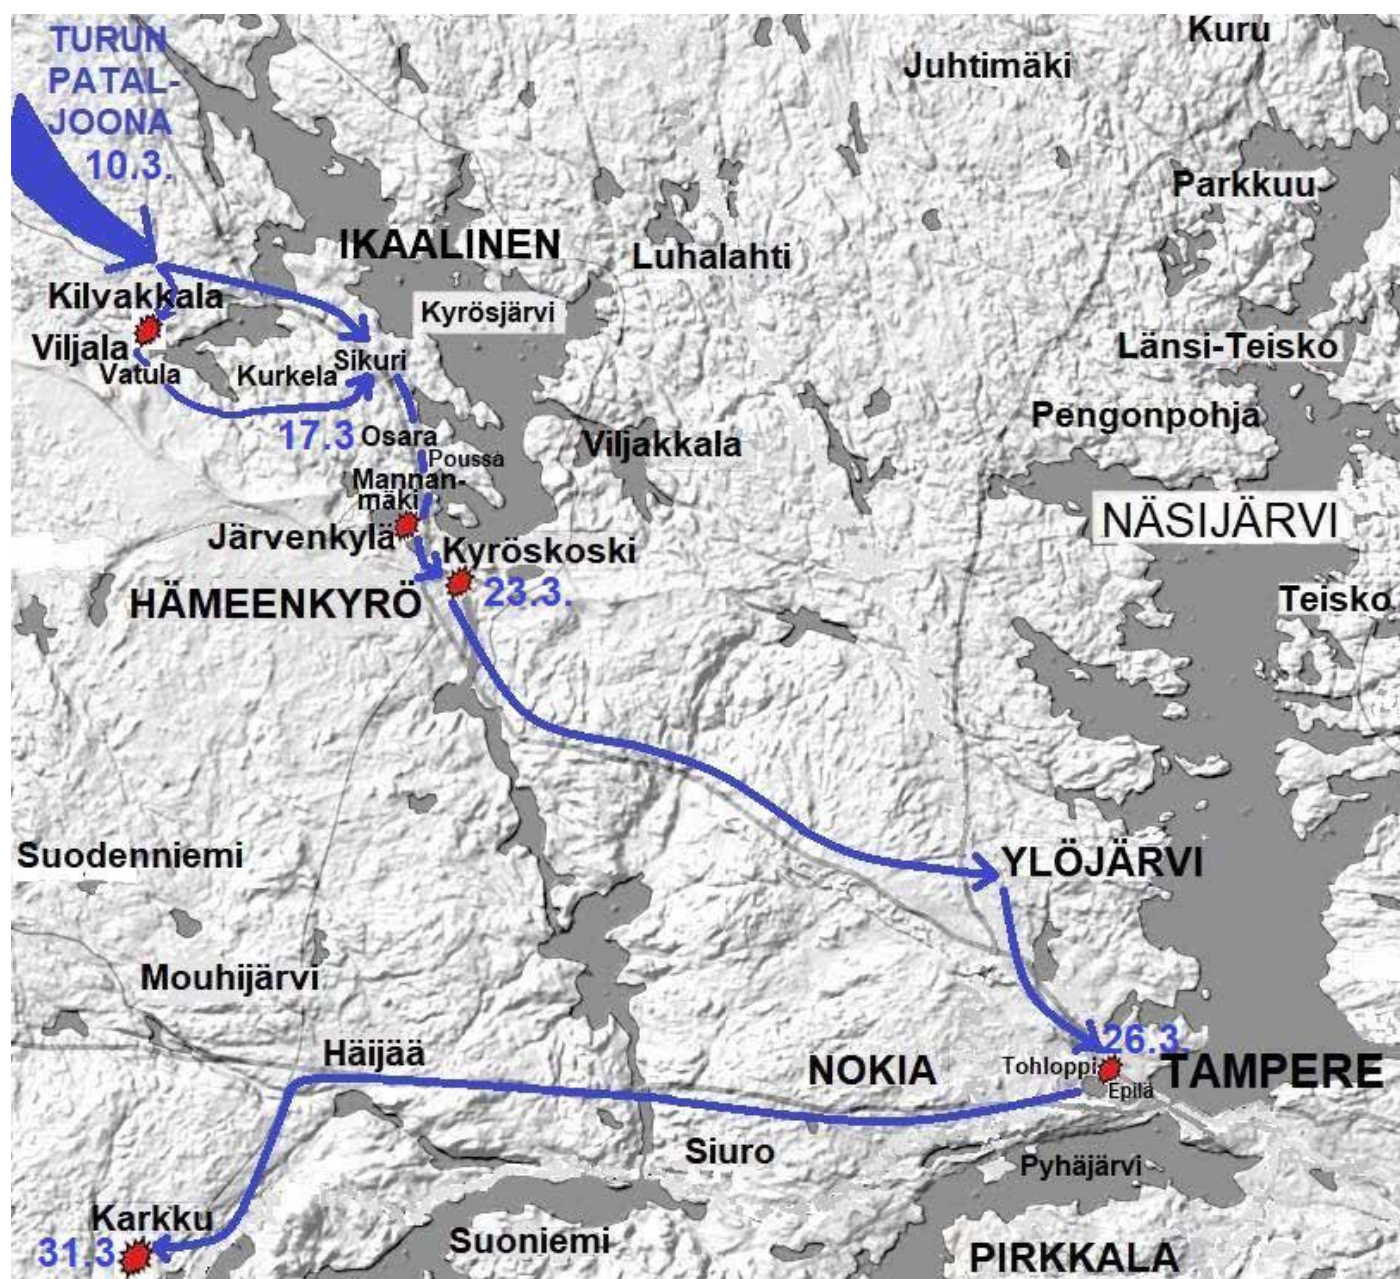 TURUN
PATAL-
JOONA
10.3.
Kuru
Juhtimäki
Parkkuu
IKAALINEN
Luhalahti
Kilvakkala
Kyrösjärvi
Viljala
Vatula
Kurkela
Sikuri
Länsi-Teisko
Pengonpohja
17.3
Osara
Poussa
Viljakkala
Mannan-
mäki
NÄSIJÄRVI
Järvenkylä
Kyröskoski
23.3.
HÄMEENKYRÖ
Teisko
Suodenniemi
YLÖJÄRVI
Mouhijärvi
Häijää
26.3.
NOKIA
Tohloppi
Epilä
TAMPERE
Siuro
Pyhäjärvi
Karkku
31.3
Suoniemi
PIRKKALA